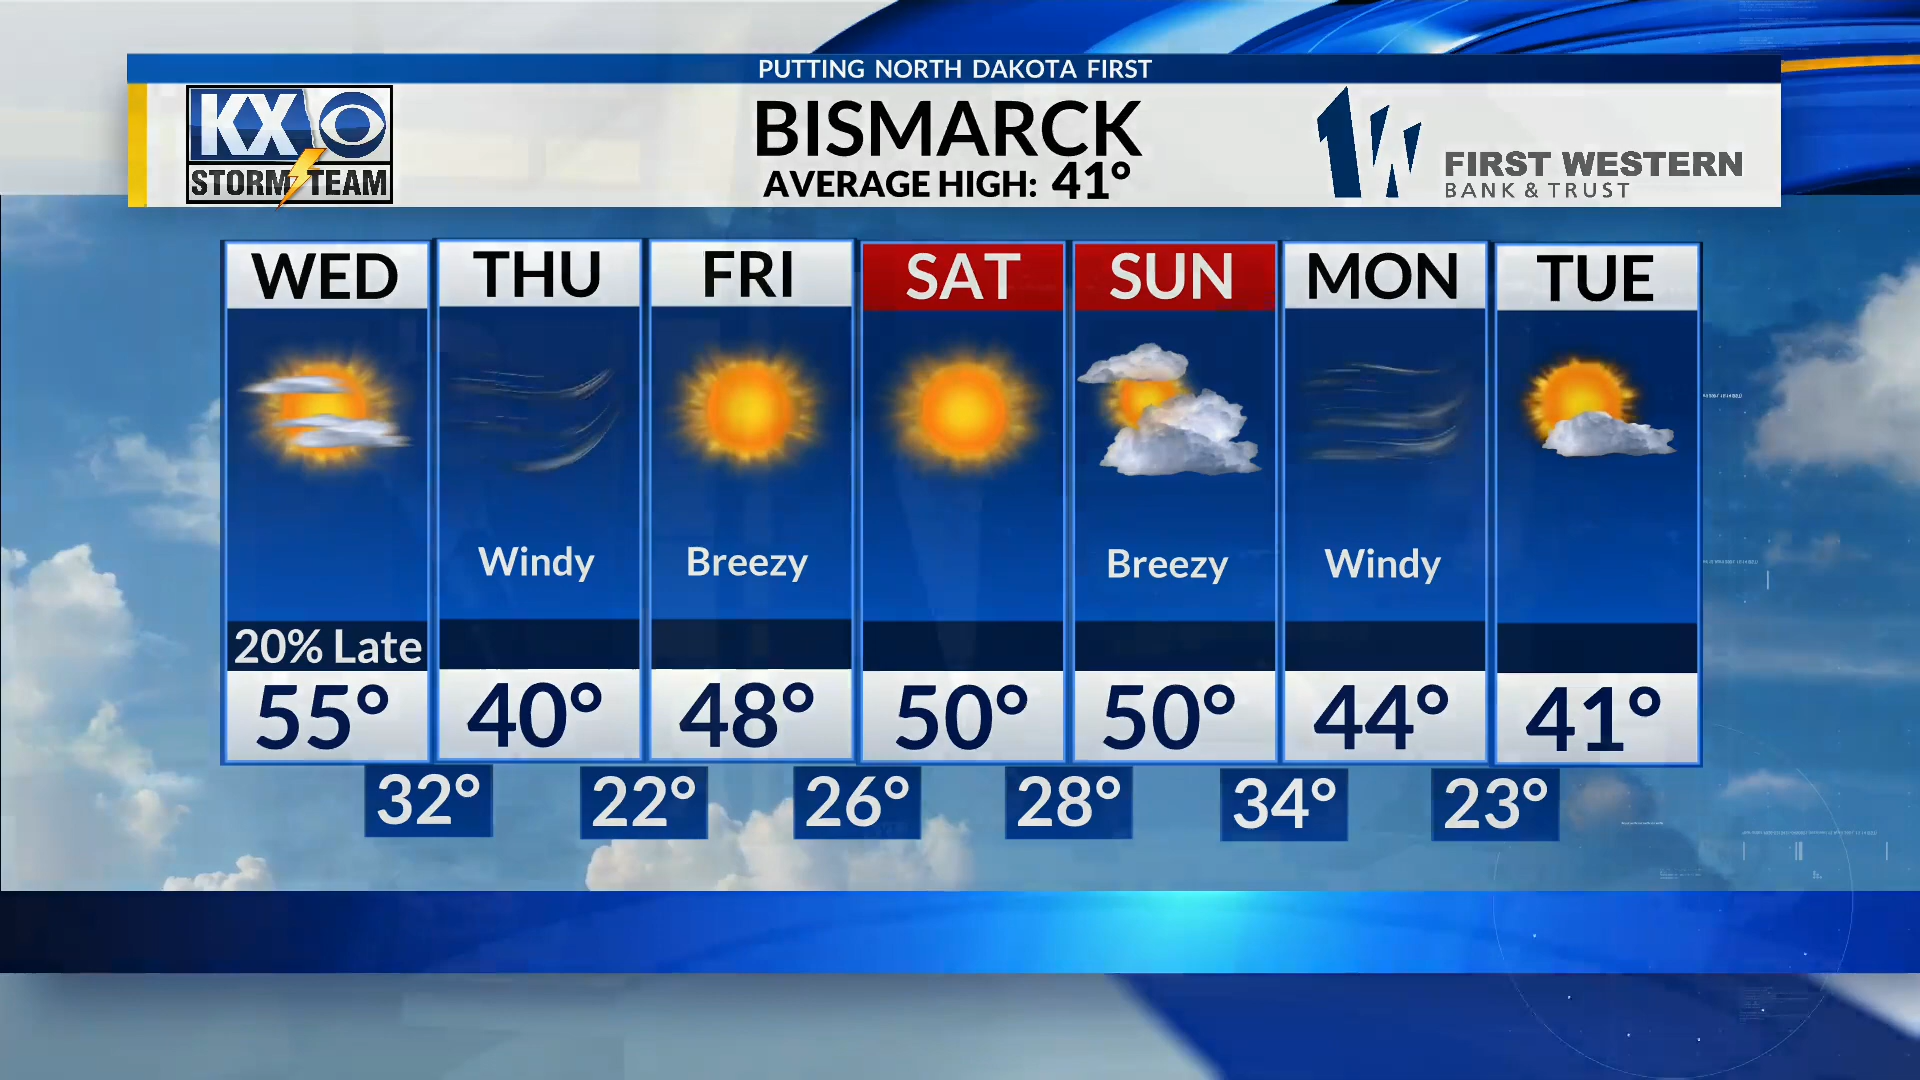 PUTTING NORTH DAKOTA FIRST
KX
STORM TEAM
BISMARCK
AVERAGE HIGH: 41°
1W
FIRST WESTERN
BANK & TRUST
WED THU FRI SAT SUN MON TUE
Windy Breezy Breezy Windy
20% Late
55° 40° 48° 50° 50° 44° 41°
32° 22° 26° 28° 34° 23°